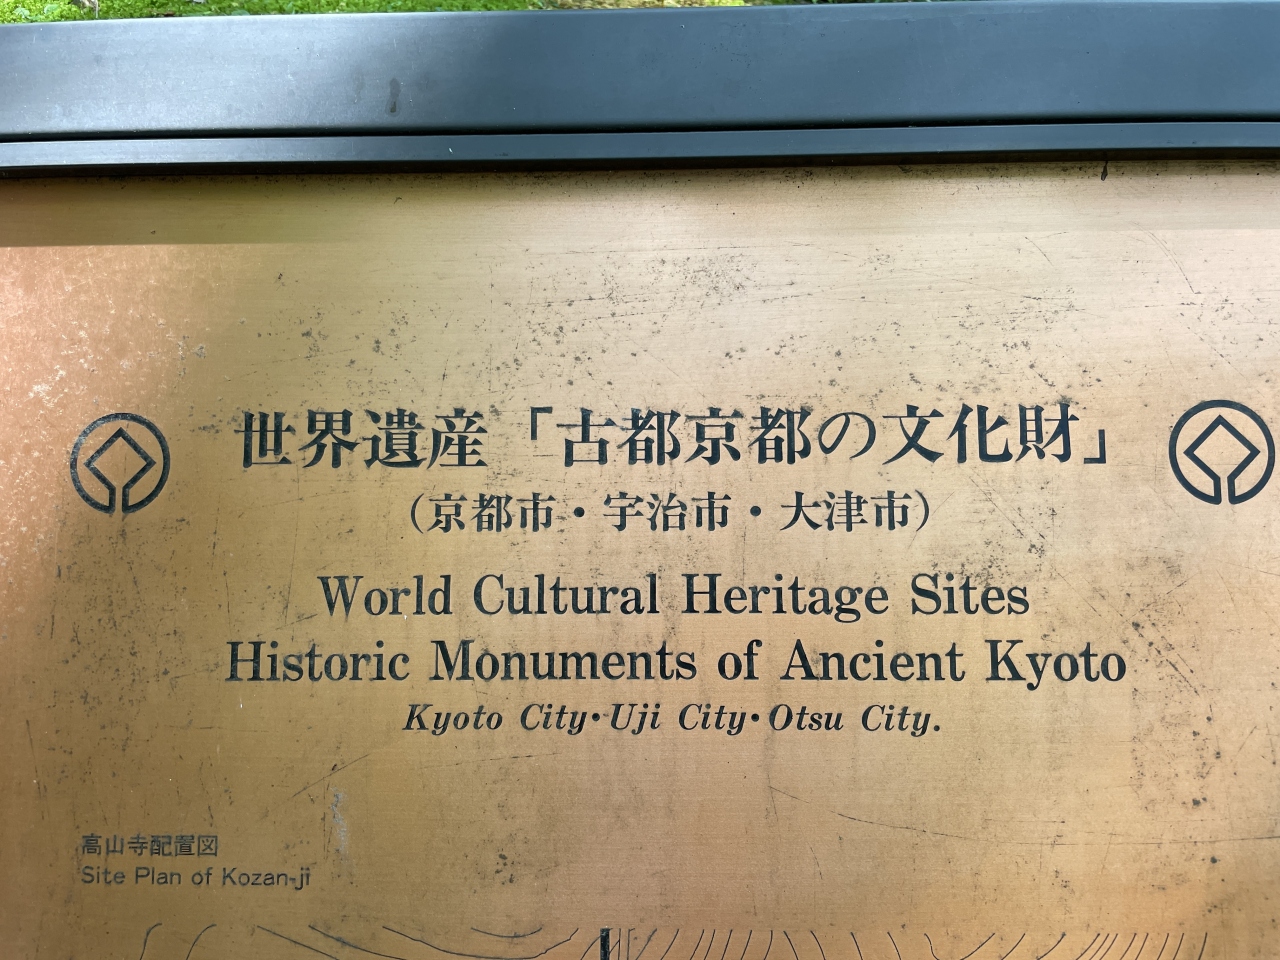 世界遺産「古都京都の文化財」
（京都市・宇治市・大津市）
World Cultural Heritage Sites
Historic Monuments of Ancient Kyoto
Kyoto City・Uji City・Otsu City.
高山寺配置図
Site Plan of Kozan-ji